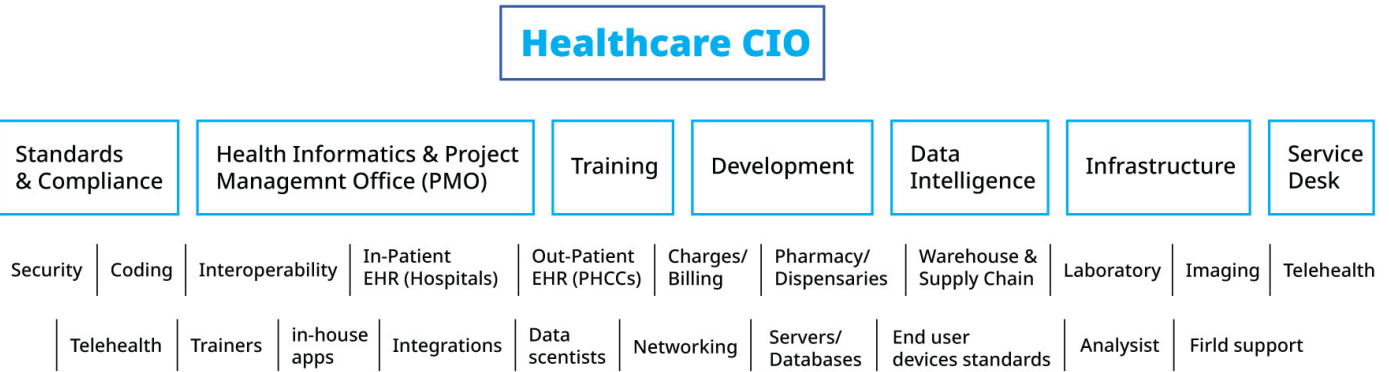 Healthcare CIO
Standards
& Compliance
Health Informatics & Project
Managemnt Office (PMO)
Training
Development
Data
Intelligence
Infrastructure
Service
Desk
Security
Coding
Interoperability
In-Patient
EHR (Hospitals)
Out-Patient
EHR (PHCCs)
Charges/
Billing
Pharmacy/
Dispensaries
Warehouse &
Supply Chain
Laboratory
Imaging
Telehealth
Telehealth
Trainers
in-house
apps
Integrations
Data
scentists
Networking
Servers/
Databases
End user
devices standards
Analysist
Firld support